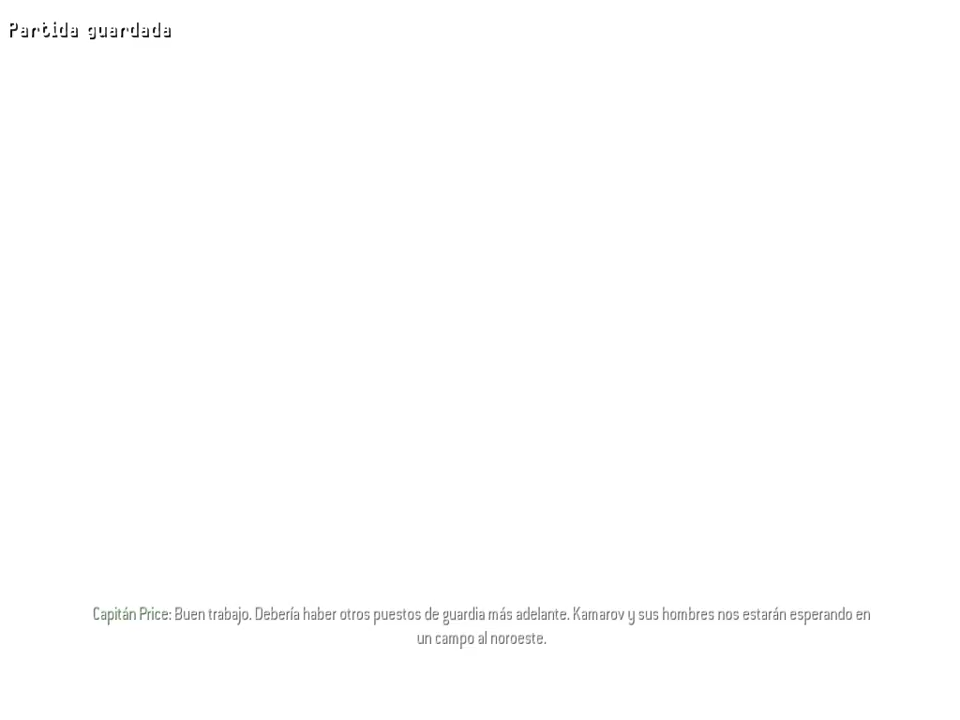 Partida guardada
Capitán Price: Buen trabajo. Debería haber otros puestos de guardia más adelante. Kamarov y sus hombres nos estarán esperando en
un campo al noroeste.